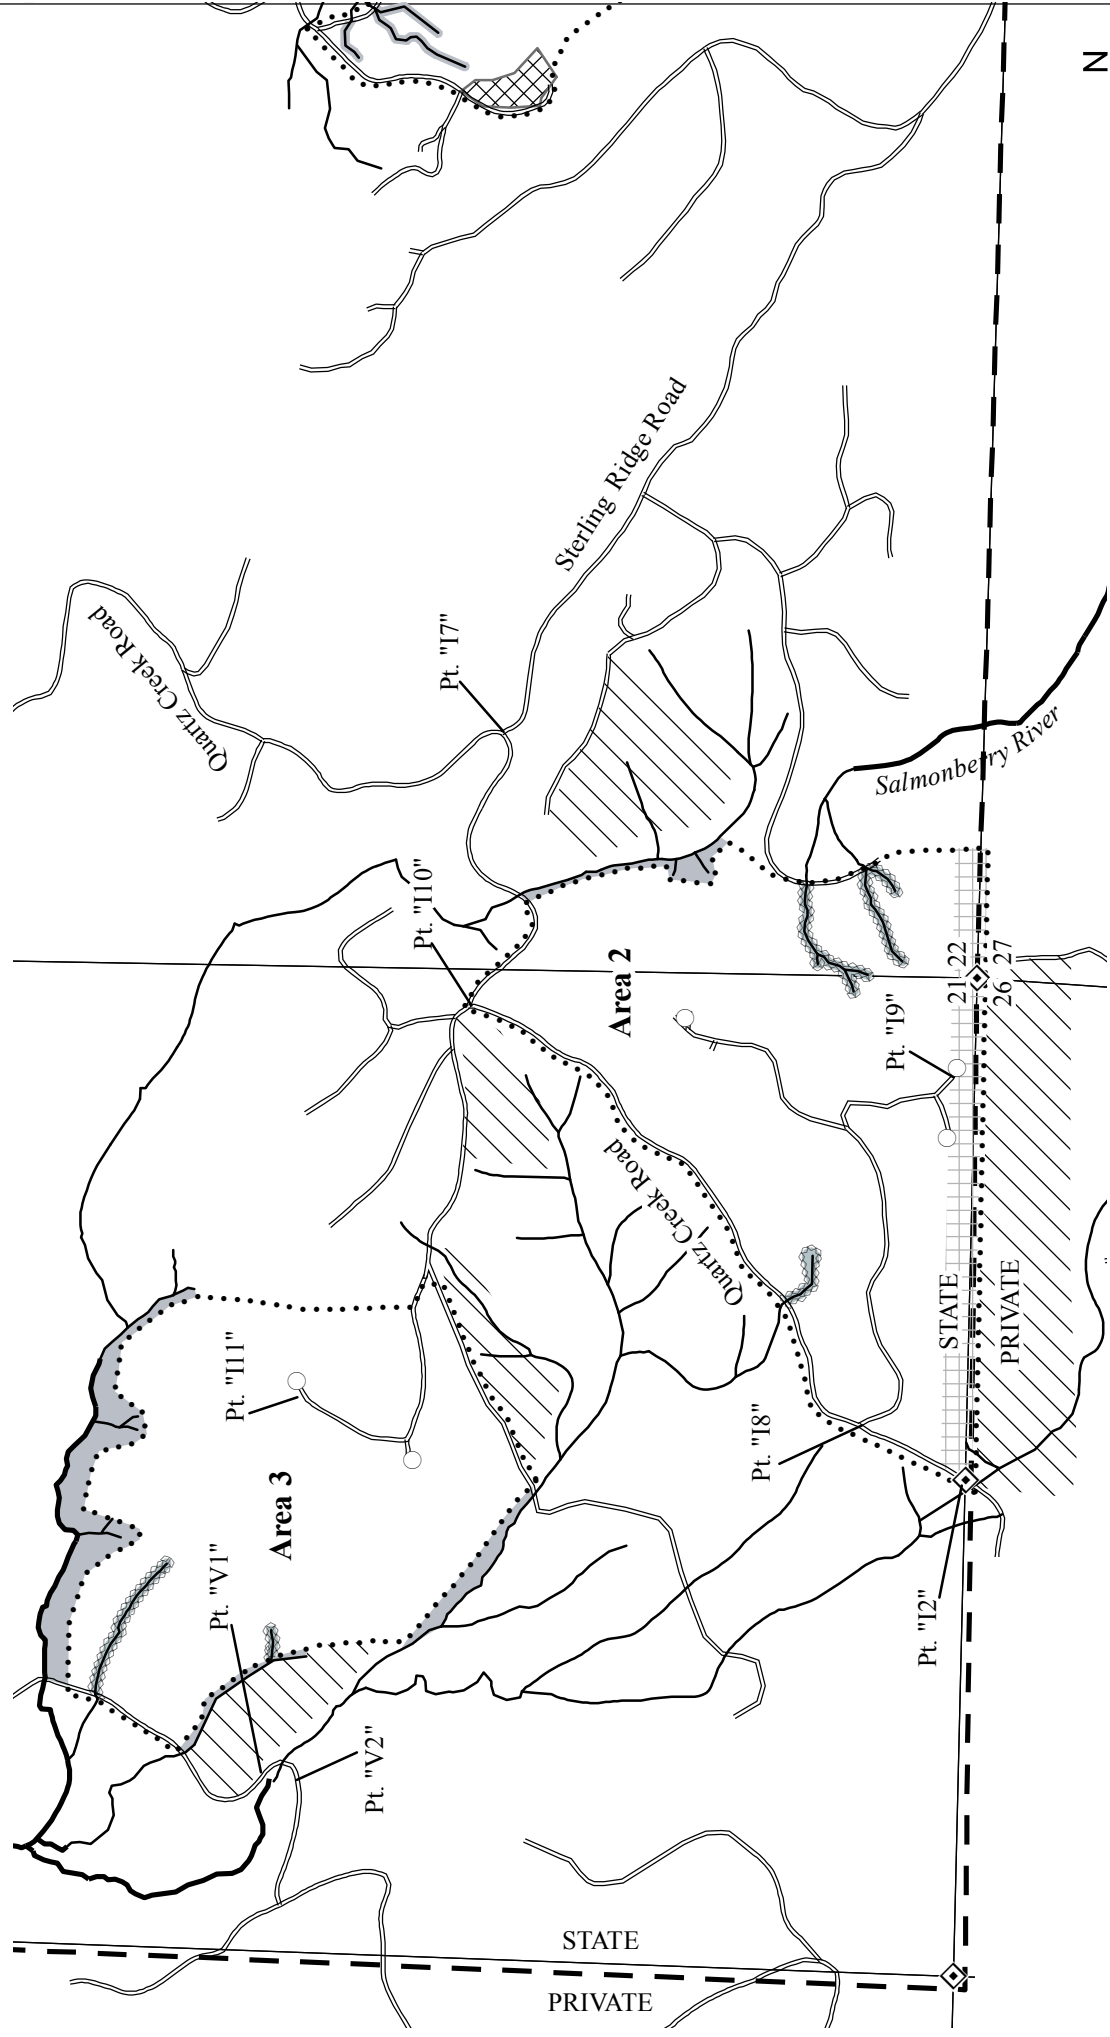 N
Sterling Ridge Road
Quartz Creek Road
Pt. "I7"
Salmonberry River
Pt. "I10"
Area 2
21 22
26 27
Pt. "I9"
Quartz Creek Road
STATE
PRIVATE
Pt. "I11"
Pt. "I8"
Area 3
Pt. "V1"
Pt. "I2"
Pt. "V2"
STATE
PRIVATE